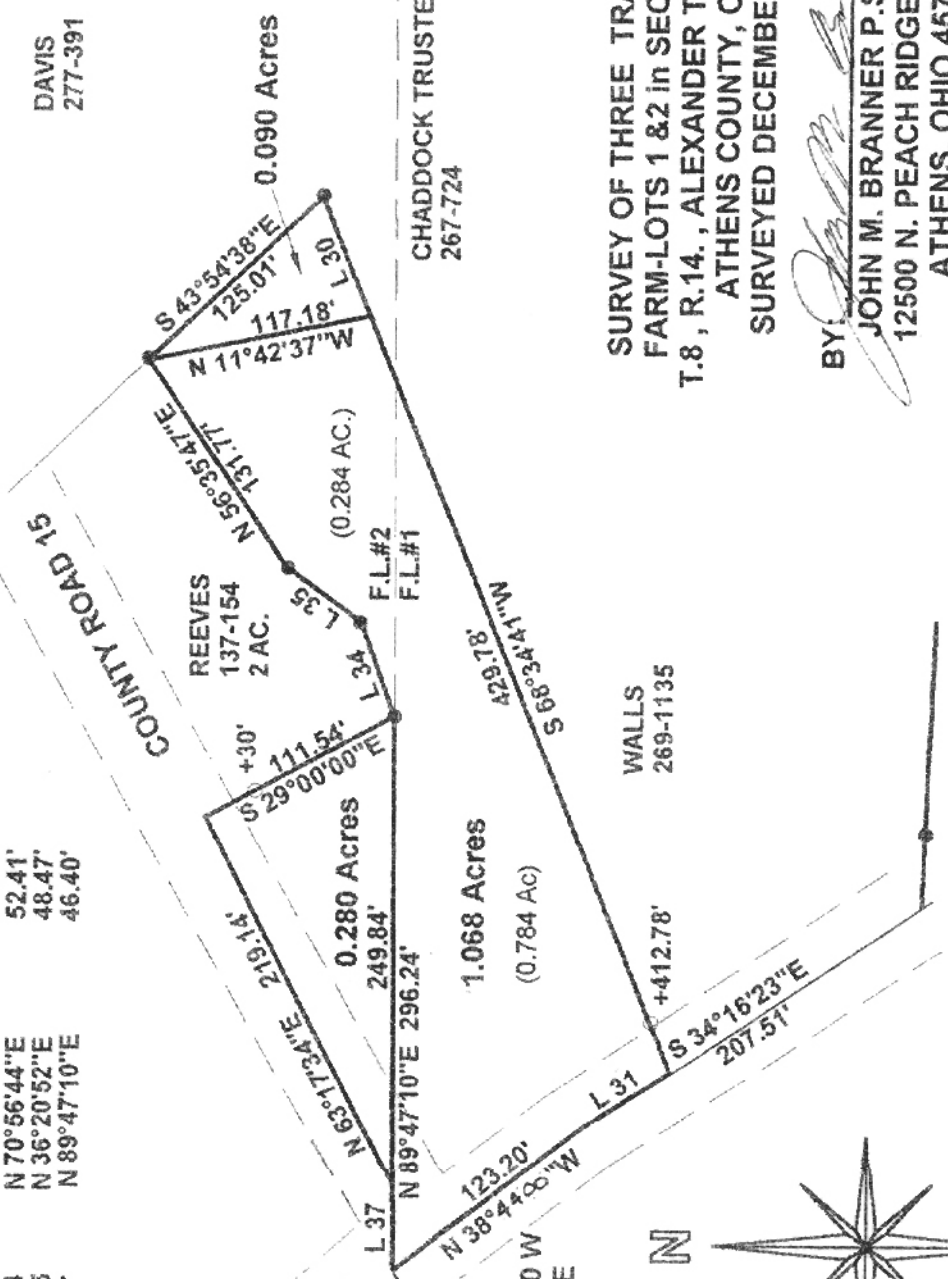 N 70°56'44"E 52.41'
N 36°20'52"E 48.47'
N 89°47'10"E 46.40'
DAVIS
277-391
COUNTY ROAD 15
REEVES
137-154
2 AC.
S 43°54'38"E
125.01'
0.090 Acres
117.18'
N 11°42'37"W
L 30
N 56°35'47"E
131.77'
(0.284 AC.)
L 35
L 34
F.L.#2
F.L.#1
CHADDOCK TRUSTE
267-724
+30'
111.54'
S 29°00'00"E
219.14'
N 63°17'34"E
0.280 Acres
249.84'
L 37
N 89°47'10"E 296.24'
1.068 Acres
(0.784 Ac)
429.78'
S 68°34'41"W
WALLS
269-1135
+412.78'
L 31
123.20'
N 38°44'00"W
S 34°16'23"E
207.51'
0 W
E
N
SURVEY OF THREE TRA
FARM-LOTS 1 &2 in SEC
T.8 , R.14. , ALEXANDER T
ATHENS COUNTY, O
SURVEYED DECEMBE
BY:
JOHN M. BRANNER P.S
12500 N. PEACH RIDGE
ATHENS, OHIO 457